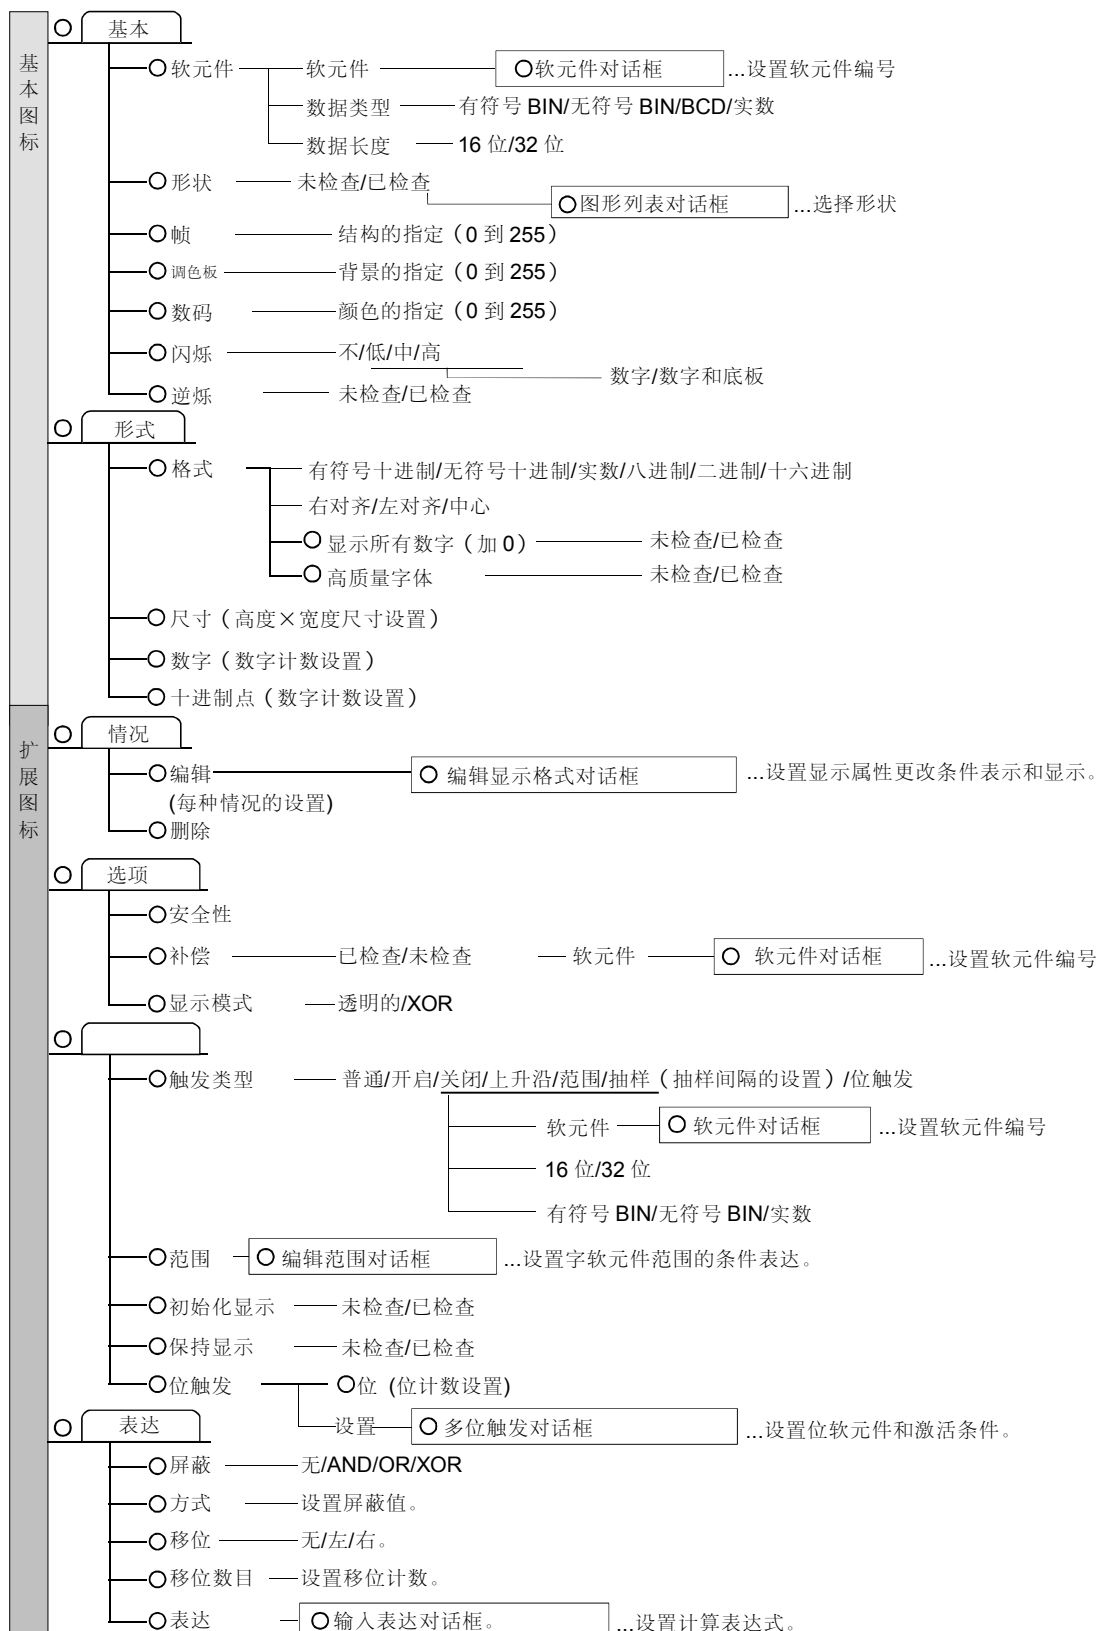 基本图标
基本
软元件 软元件 软元件对话框 ...设置软元件编号
数据类型 有符号 BIN/无符号 BIN/BCD/实数
数据长度 16 位/32 位
形状 未检查/已检查
图形列表对话框 ...选择形状
帧 结构的指定（0 到 255）
调色板 背景的指定（0 到 255）
数码 颜色的指定（0 到 255）
闪烁 不/低/中/高
数字/数字和底板
逆烁 未检查/已检查
形式
格式 有符号十进制/无符号十进制/实数/八进制/二进制/十六进制
右对齐/左对齐/中心
显示所有数字（加 0） 未检查/已检查
高质量字体 未检查/已检查
尺寸（高度×宽度尺寸设置）
数字（数字计数设置）
十进制点（数字计数设置）
扩展图标
情况
编辑 编辑显示格式对话框 ...设置显示属性更改条件表示和显示。
(每种情况的设置)
删除
选项
安全性
补偿 已检查/未检查 软元件 软元件对话框 ...设置软元件编号
显示模式 透明的/XOR
触发类型 普通/开启/关闭/上升沿/范围/抽样（抽样间隔的设置）/位触发
软元件 软元件对话框 ...设置软元件编号
16 位/32 位
有符号 BIN/无符号 BIN/实数
范围 编辑范围对话框 ...设置字软元件范围的条件表达。
初始化显示 未检查/已检查
保持显示 未检查/已检查
位触发 位 (位计数设置)
设置 多位触发对话框 ...设置位软元件和激活条件。
表达
屏蔽 无/AND/OR/XOR
方式 设置屏蔽值。
移位 无/左/右。
移位数目 设置移位计数。
表达 输入表达对话框。 ...设置计算表达式。